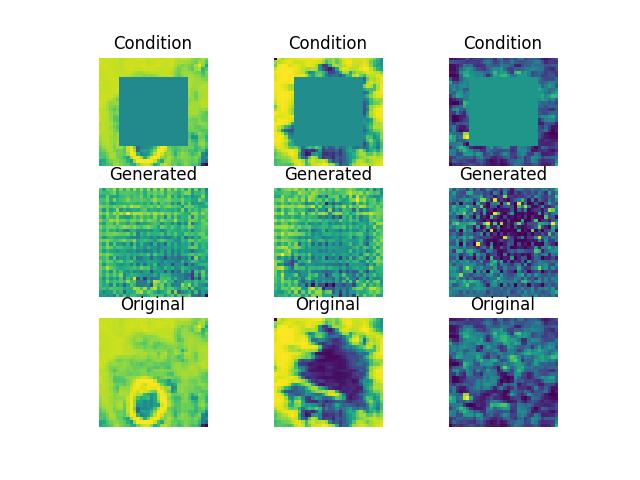 Condition Condition Condition
Generated Generated Generated
Original Original Original